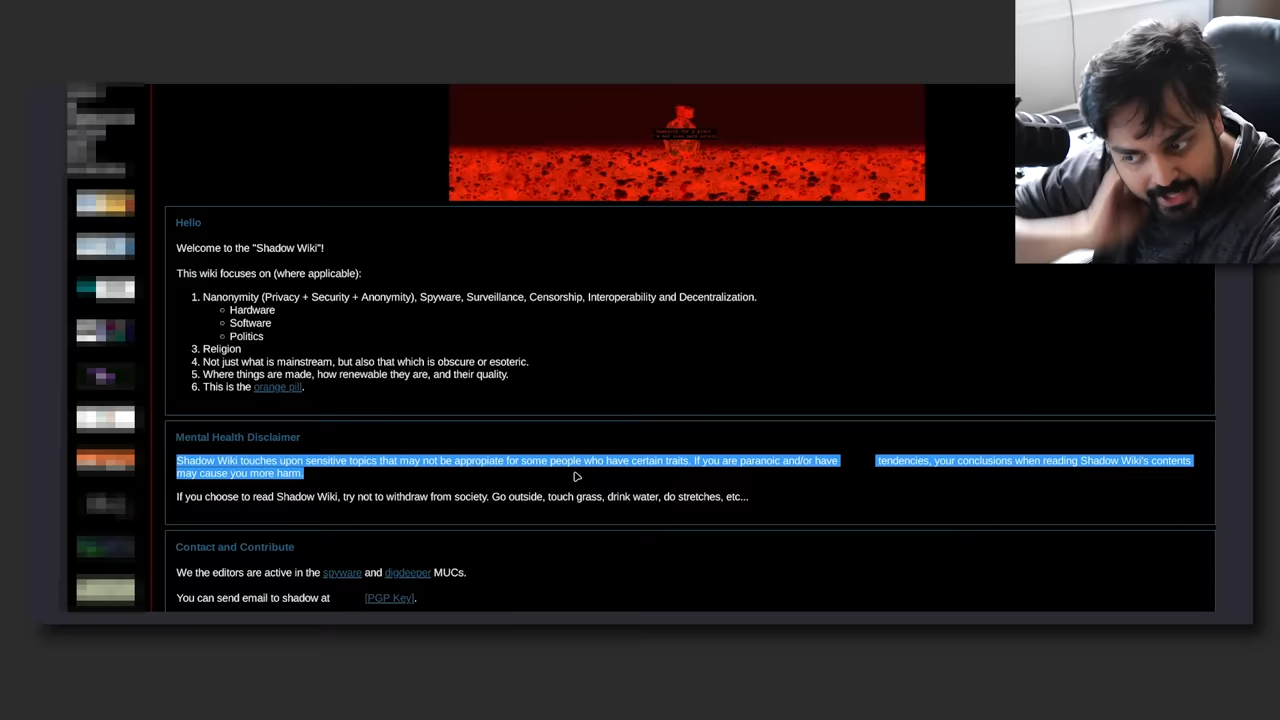 Hello
Welcome to the "Shadow Wiki"!
This wiki focuses on (where applicable):
1. Nanonymity (Privacy + Security + Anonymity), Spyware, Surveillance, Censorship, Interoperability and Decentralization.
Hardware
Software
Politics
3. Religion
4. Not just what is mainstream, but also that which is obscure or esoteric.
5. Where things are made, how renewable they are, and their quality.
6. This is the orange pill.
Mental Health Disclaimer
Shadow Wiki touches upon sensitive topics that may not be appropiate for some people who have certain traits. If you are paranoic and/or have tendencies, your conclusions when reading Shadow Wiki's contents
may cause you more harm.
If you choose to read Shadow Wiki, try not to withdraw from society. Go outside, touch grass, drink water, do stretches, etc...
Contact and Contribute
We the editors are active in the spyware and digdeeper MUCs.
You can send email to shadow at [PGP Key].